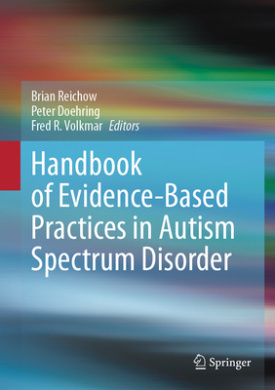 Brian Reichow
Peter Doehring
Fred R. Volkmar Editors
Handbook
of Evidence-Based
Practices in Autism
Spectrum Disorder
Springer